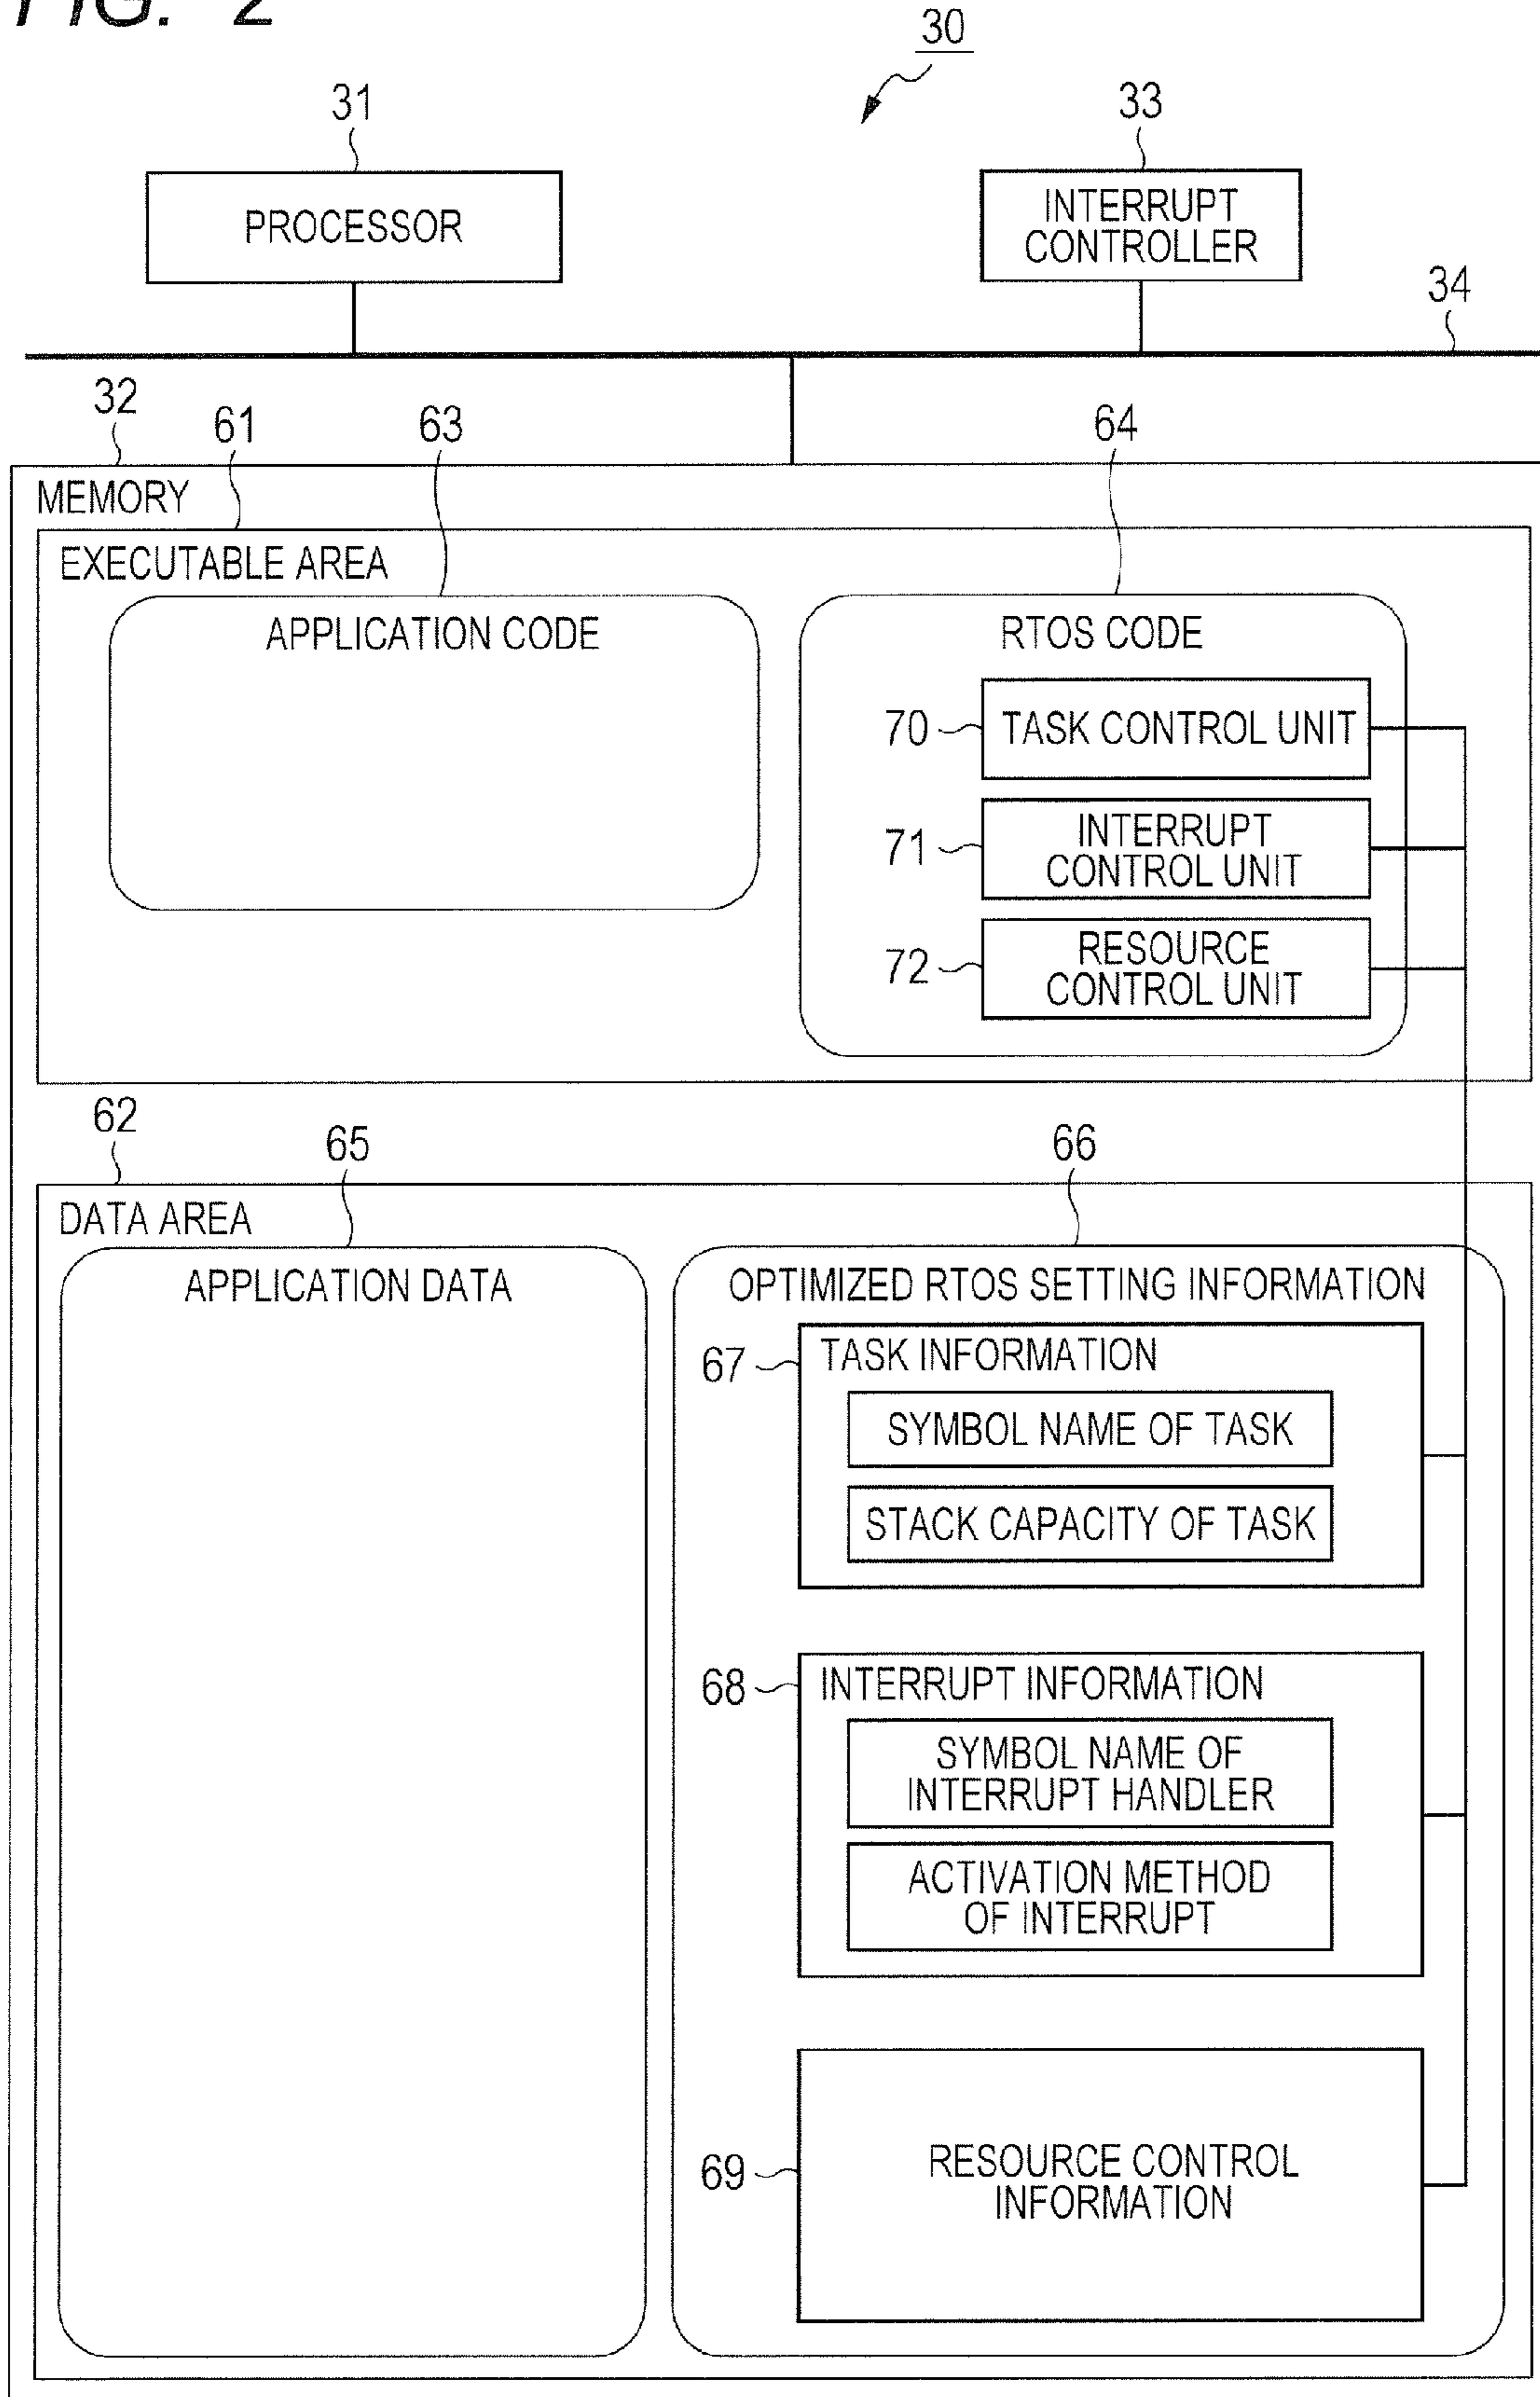 FIG. 2
30
31
33
PROCESSOR
INTERRUPT
CONTROLLER
34
32
61
63
64
MEMORY
EXECUTABLE AREA
APPLICATION CODE
RTOS CODE
70
TASK CONTROL UNIT
71
INTERRUPT
CONTROL UNIT
72
RESOURCE
CONTROL UNIT
62
65
66
DATA AREA
APPLICATION DATA
OPTIMIZED RTOS SETTING INFORMATION
67
TASK INFORMATION
SYMBOL NAME OF TASK
STACK CAPACITY OF TASK
68
INTERRUPT INFORMATION
SYMBOL NAME OF
INTERRUPT HANDLER
ACTIVATION METHOD
OF INTERRUPT
69
RESOURCE CONTROL
INFORMATION